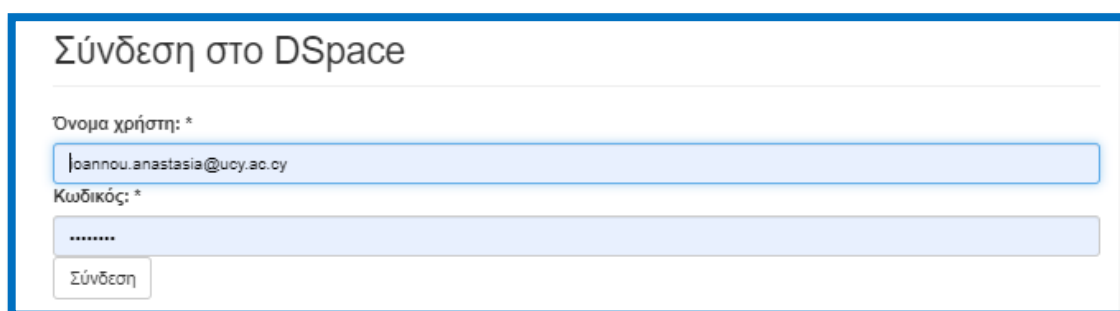 Σύνδεση στο DSpace
Όνομα χρήστη: *
ioannou.anastasia@ucy.ac.cy
Κωδικός: *
••••••••
Σύνδεση